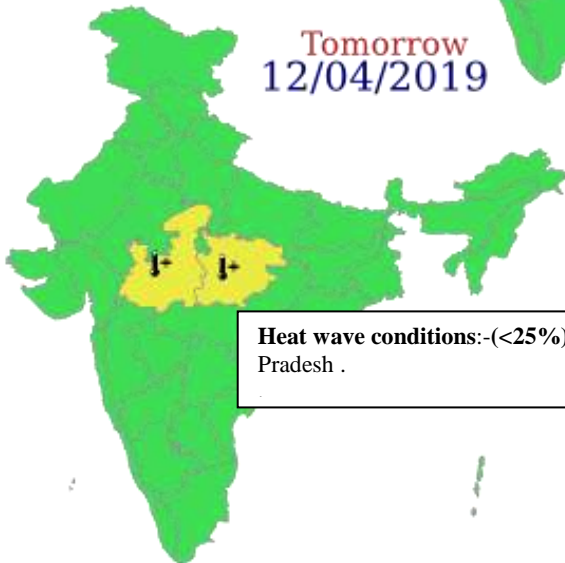 Tomorrow
12/04/2019
Heat wave conditions:-(<25%)
Pradesh .